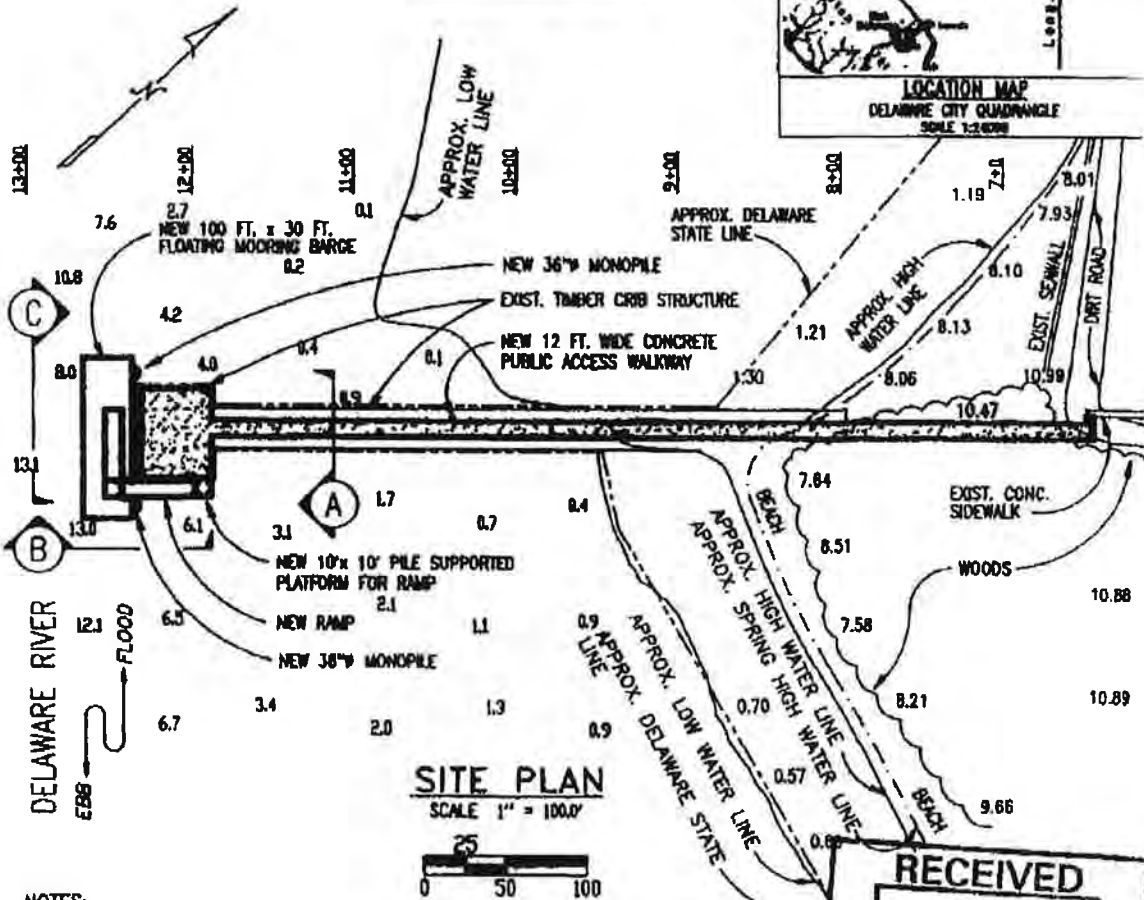 LOCATION MAP
DELAWARE CITY QUADRANGLE
N
13+00
12+00
11+00
10+00
9+00
8+00
7+0
APPROX. LOW
WATER LINE
7.6
2.7
0.1
1.19
8.01
7.93
NEW 100 FT. x 30 FT.
FLOATING MOORING BARGE
APPROX. DELAWARE
STATE LINE
10.8
4.2
NEW 36"ø MONOPILE
EXIST. TIMBER CRIB STRUCTURE
NEW 12 FT. WIDE CONCRETE
PUBLIC ACCESS WALKWAY
APPROX. HIGH
WATER LINE
8.10
8.13
EXIST. SEAWALL
DIRT ROAD
C
1.21
8.0
4.0
0.4
0.1
1.30
8.06
10.99
10.47
13.1
A
1.7
0.4
7.64
EXIST. CONC.
SIDEWALK
B
13.0
6.1
3.1
0.7
BEACH
8.51
WOODS
NEW 10'x 10' PILE SUPPORTED
PLATFORM FOR RAMP
2.1
10.88
DELAWARE RIVER
12.1
FLOOD
EBB
6.5
NEW RAMP
1.1
0.9
7.58
NEW 36"ø MONOPILE
APPROX. HIGH WATER LINE
APPROX. SPRING HIGH WATER LINE
APPROX. LOW WATER LINE
APPROX. DELAWARE STATE
LINE
6.7
3.4
2.0
1.3
0.9
0.70
8.21
10.89
0.57
BEACH
9.66
SITE PLAN
SCALE 1" = 100.0'
25
0 50 100
RECEIVED
NOTES: